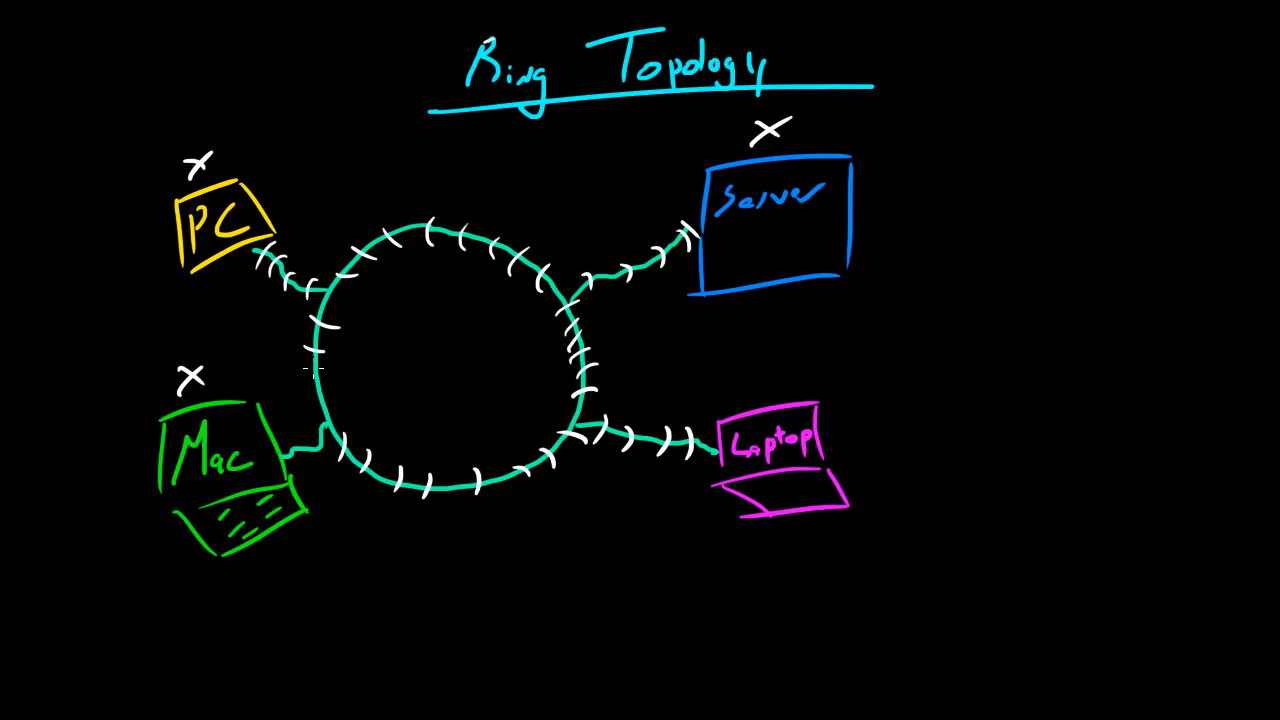 Ring Topology
X
X
PC
Server
X
Mac
Laptop